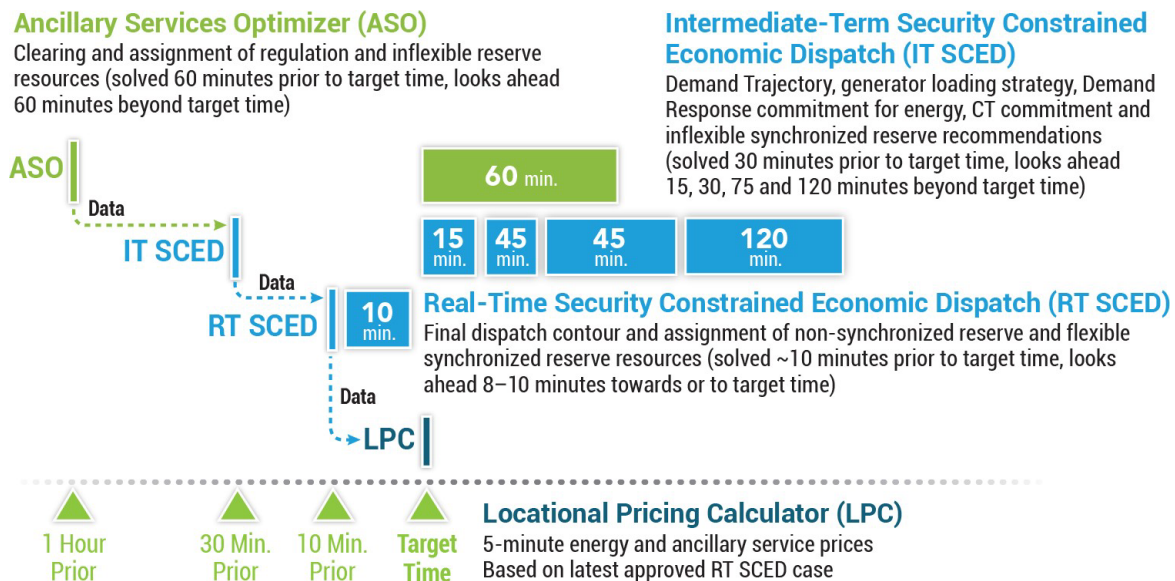 Ancillary Services Optimizer (ASO)
Clearing and assignment of regulation and inflexible reserve
resources (solved 60 minutes prior to target time, looks ahead
60 minutes beyond target time)
Intermediate-Term Security Constrained
Economic Dispatch (IT SCED)
Demand Trajectory, generator loading strategy, Demand
Response commitment for energy, CT commitment and
inflexible synchronized reserve recommendations
(solved 30 minutes prior to target time, looks ahead
15, 30, 75 and 120 minutes beyond target time)
ASO
60 min.
Data
IT SCED
15 min.
45 min.
45 min.
120 min.
Data
RT SCED
10 min.
Real-Time Security Constrained Economic Dispatch (RT SCED)
Final dispatch contour and assignment of non-synchronized reserve and flexible
synchronized reserve resources (solved ~10 minutes prior to target time, looks
ahead 8–10 minutes towards or to target time)
Data
LPC
1 Hour
Prior
30 Min.
Prior
10 Min.
Prior
Target
Time
Locational Pricing Calculator (LPC)
5-minute energy and ancillary service prices
Based on latest approved RT SCED case